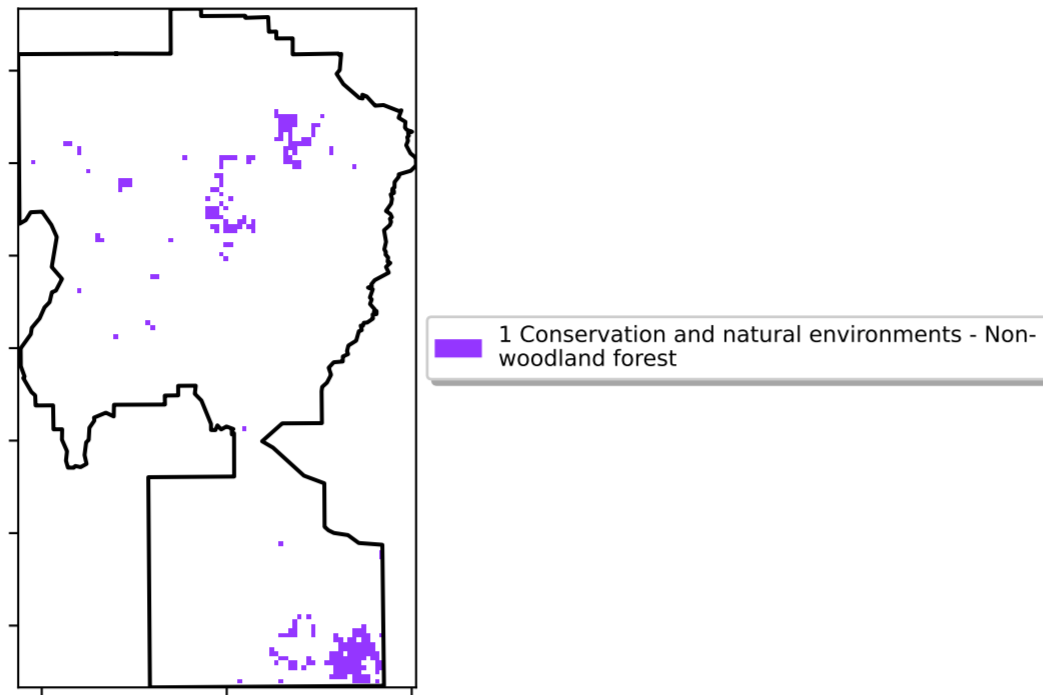 1 Conservation and natural environments - Non-
woodland forest